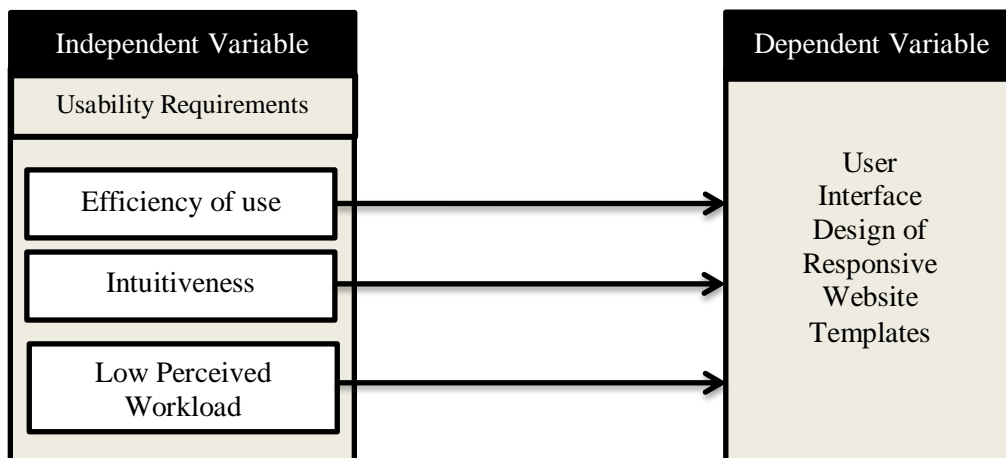 Independent Variable
Usability Requirements
Efficiency of use
Intuitiveness
Low Perceived
Workload
Dependent Variable
User
Interface
Design of
Responsive
Website
Templates